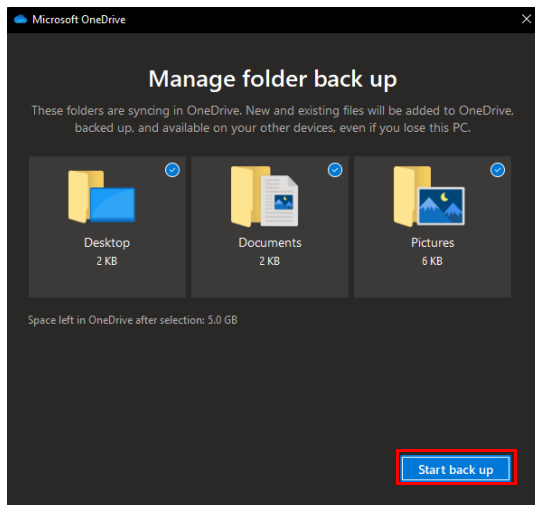 Microsoft OneDrive
Manage folder back up
These folders are syncing in OneDrive. New and existing files will be added to OneDrive,
backed up, and available on your other devices, even if you lose this PC.
Desktop
2 KB
Documents
2 KB
Pictures
6 KB
Space left in OneDrive after selection: 5.0 GB
Start back up